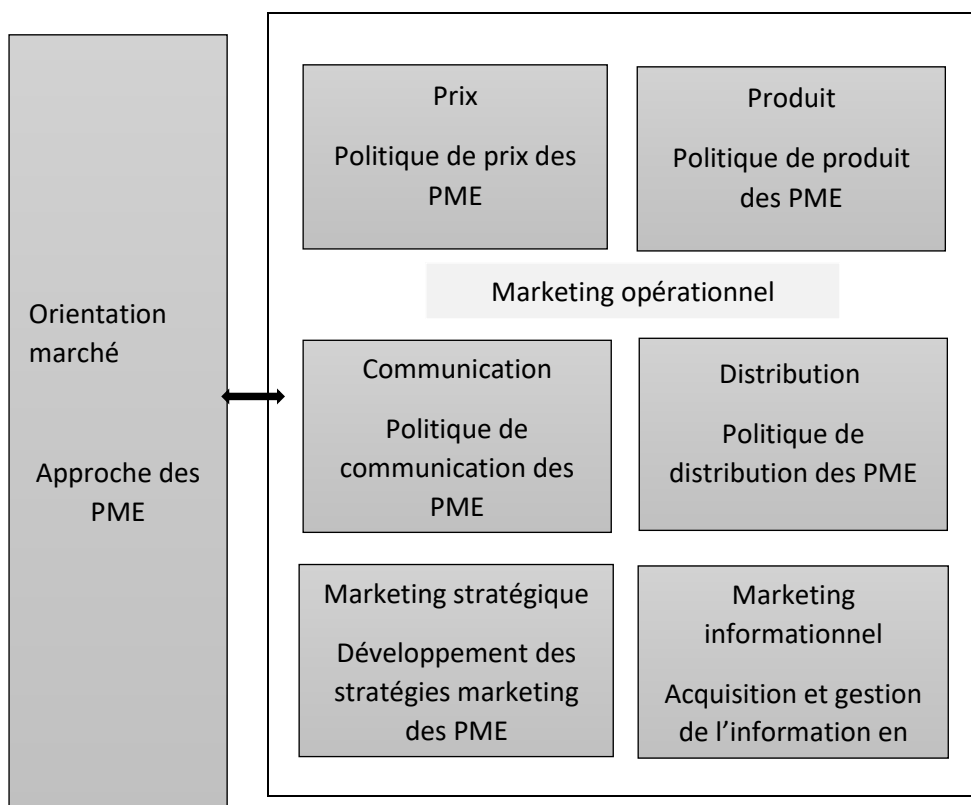 Orientation
marché
Approche des
PME
Prix
Politique de prix des
PME
Produit
Politique de produit
des PME
Marketing opérationnel
Communication
Politique de
communication des
PME
Distribution
Politique de
distribution des PME
Marketing stratégique
Développement des
stratégies marketing
des PME
Marketing
informationnel
Acquisition et gestion
de l’information en